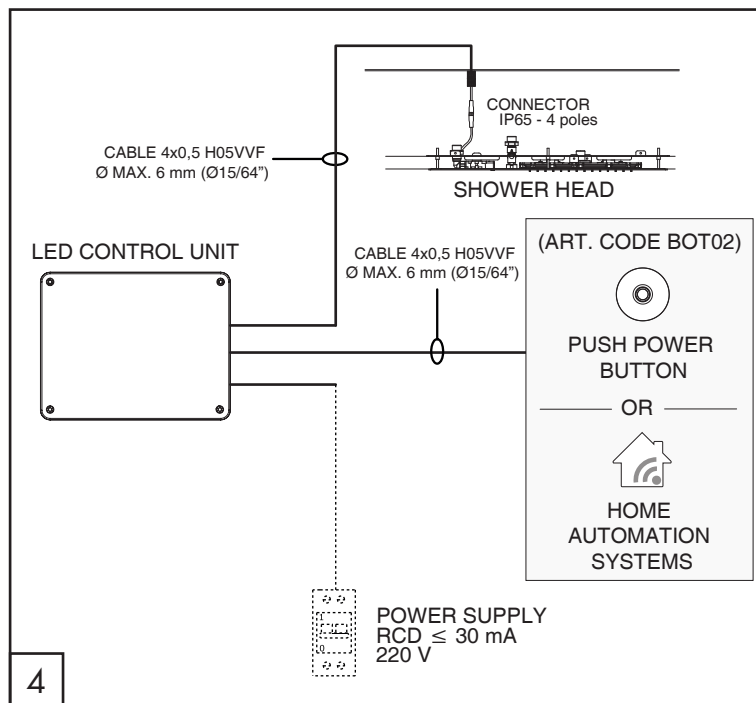 CONNECTOR
IP65 - 4 poles
CABLE 4x0,5 H05VVF
Ø MAX. 6 mm (Ø15/64”)
SHOWER HEAD
LED CONTROL UNIT
CABLE 4x0,5 H05VVF
Ø MAX. 6 mm (Ø15/64”)
(ART. CODE BOT02)
PUSH POWER
BUTTON
OR
HOME
AUTOMATION
SYSTEMS
POWER SUPPLY
RCD ≤ 30 mA
220 V
4